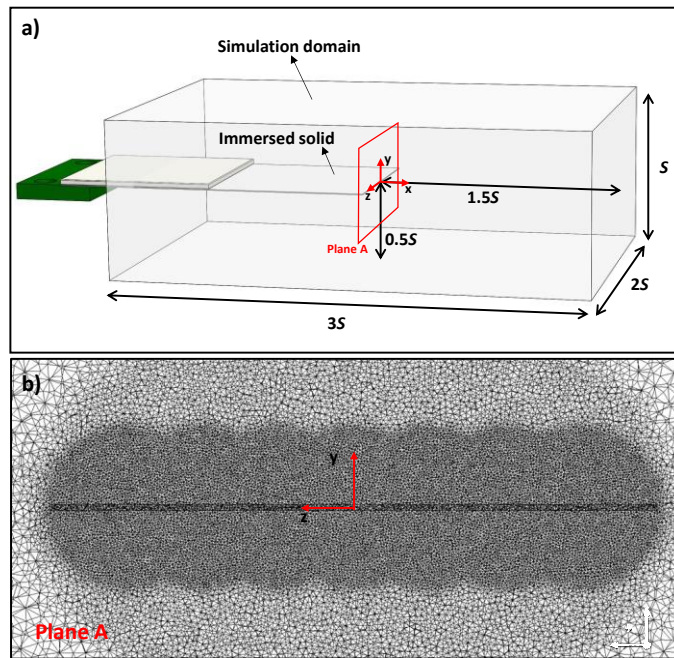 a)
Simulation domain
Immersed solid
y
z
x
1.5S
S
Plane A
0.5S
2S
3S
b)
y
z
Plane A